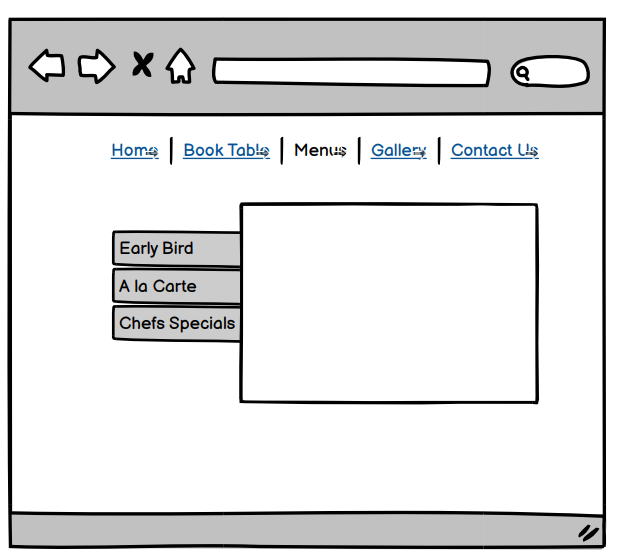 Home | Book Table | Menus | Gallery | Contact Us
Early Bird
A la Carte
Chefs Specials